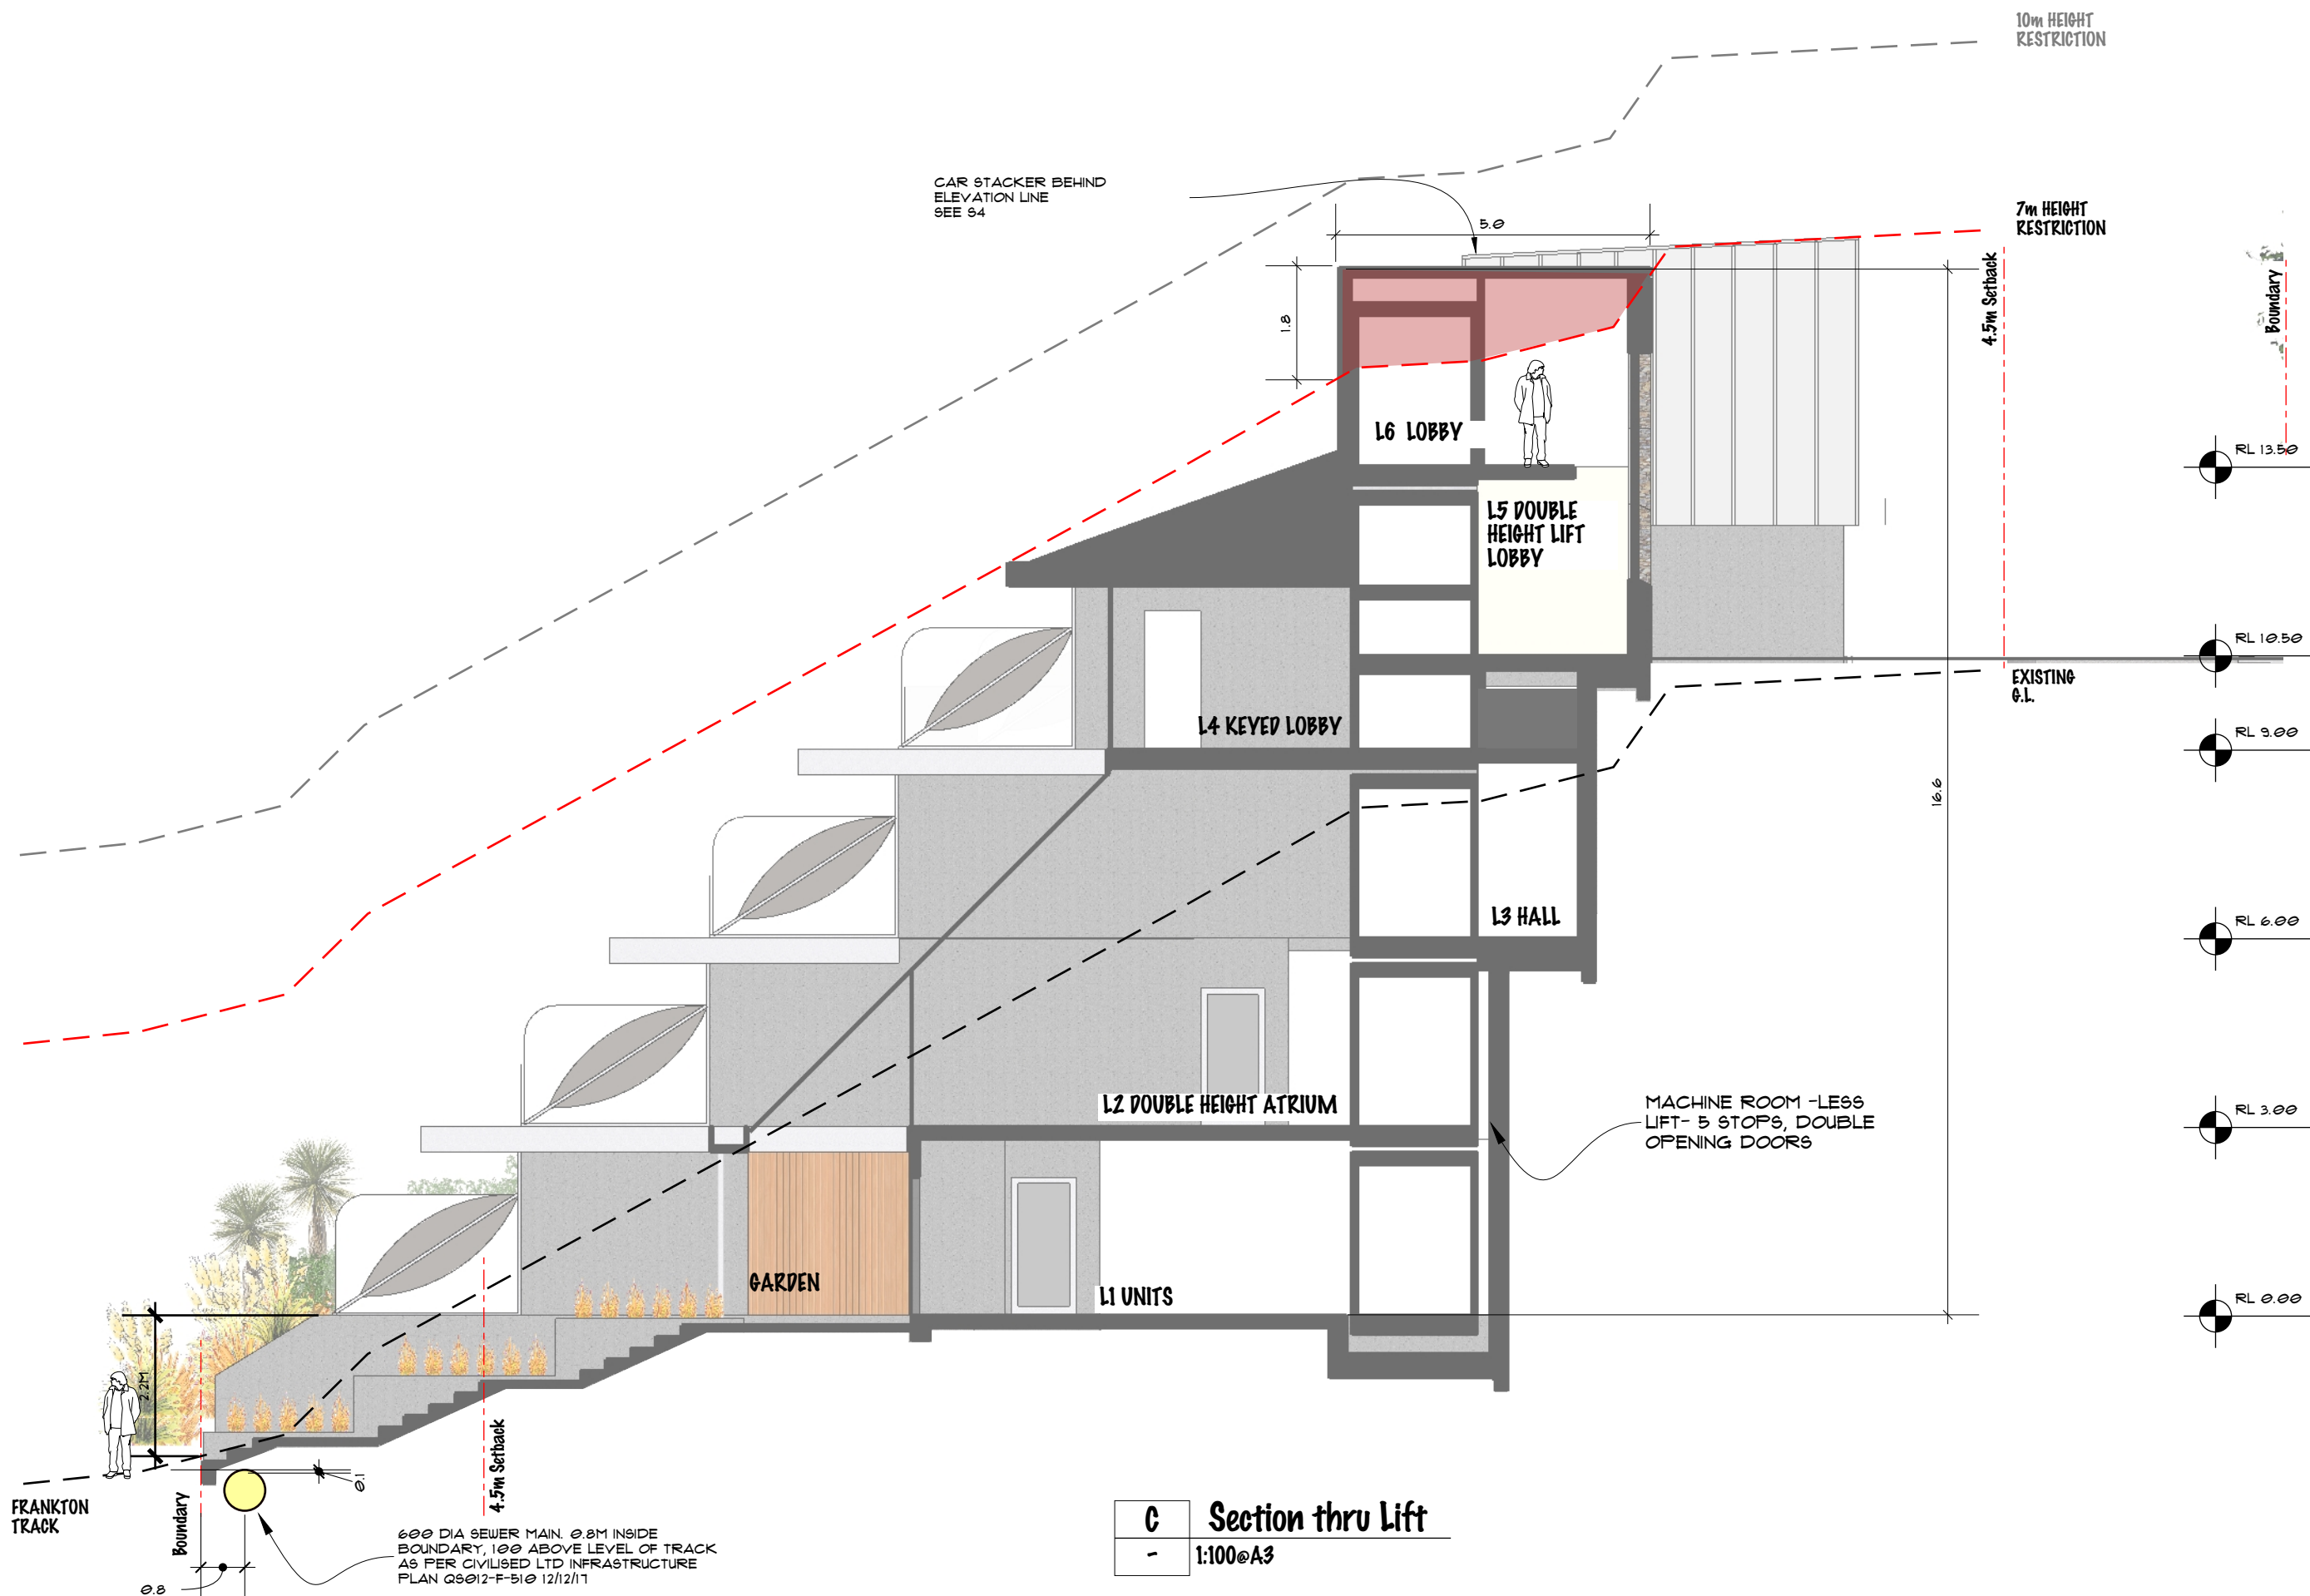 10m HEIGHT
RESTRICTION
CAR STACKER BEHIND
ELEVATION LINE
SEE S4
5.0
7m HEIGHT
RESTRICTION
4.5m Setback
Boundary
1.8
L6 LOBBY
RL 13.50
L5 DOUBLE
HEIGHT LIFT
LOBBY
RL 10.50
EXISTING
G.L.
L4 KEYED LOBBY
RL 9.00
16.6
L3 HALL
RL 6.00
L2 DOUBLE HEIGHT ATRIUM
MACHINE ROOM -LESS
LIFT- 5 STOPS, DOUBLE
OPENING DOORS
RL 3.00
GARDEN
L1 UNITS
RL 0.00
2.2M
4.5m Setback
0.1
FRANKTON
TRACK
Boundary
600 DIA SEWER MAIN. 0.8M INSIDE
BOUNDARY, 100 ABOVE LEVEL OF TRACK
AS PER CIVILISED LTD INFRASTRUCTURE
PLAN QS012-F-510 12/12/17
0.8
C Section thru Lift
- 1:100@A3